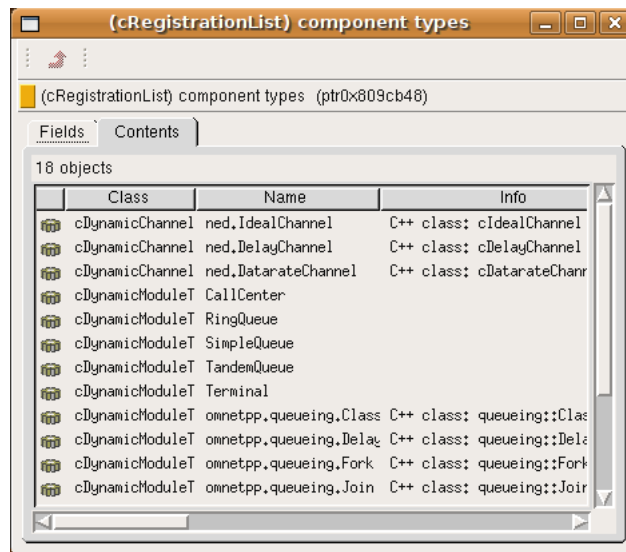 (cRegistrationList) component types
(cRegistrationList) component types (ptr0x809cb48)
Fields Contents
18 objects
Class Name Info
cDynamicChannel ned.IdealChannel C++ class: cIdealChannel
cDynamicChannel ned.DelayChannel C++ class: cDelayChannel
cDynamicChannel ned.DatarateChannel C++ class: cDatarateChann
cDynamicModuleT CallCenter
cDynamicModuleT RingQueue
cDynamicModuleT SimpleQueue
cDynamicModuleT TandemQueue
cDynamicModuleT Terminal
cDynamicModuleT omnetpp.queueing.Class C++ class: queueing::Clas
cDynamicModuleT omnetpp.queueing.Delay C++ class: queueing::Dela
cDynamicModuleT omnetpp.queueing.Fork C++ class: queueing::Fork
cDynamicModuleT omnetpp.queueing.Join C++ class: queueing::Join